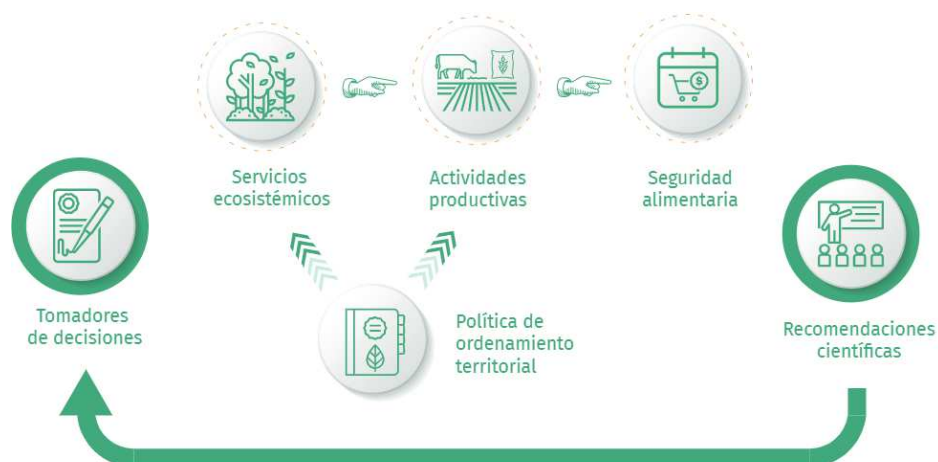 Servicios
ecosistémicos
Actividades
productivas
Seguridad
alimentaria
Tomadores
de decisiones
Política de
ordenamiento
territorial
Recomendaciones
científicas